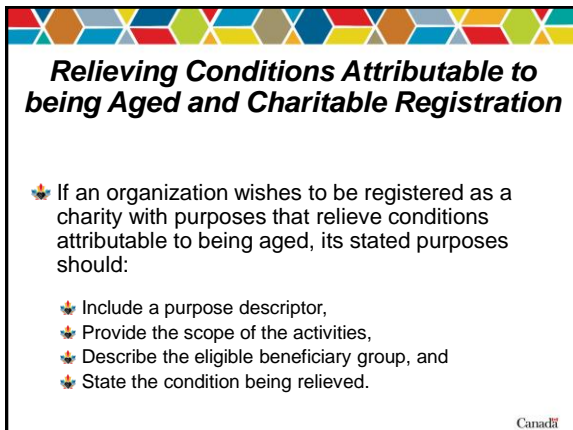 Relieving Conditions Attributable to
being Aged and Charitable Registration
If an organization wishes to be registered as a
charity with purposes that relieve conditions
attributable to being aged, its stated purposes
should:
Include a purpose descriptor,
Provide the scope of the activities,
Describe the eligible beneficiary group, and
State the condition being relieved.
Canada